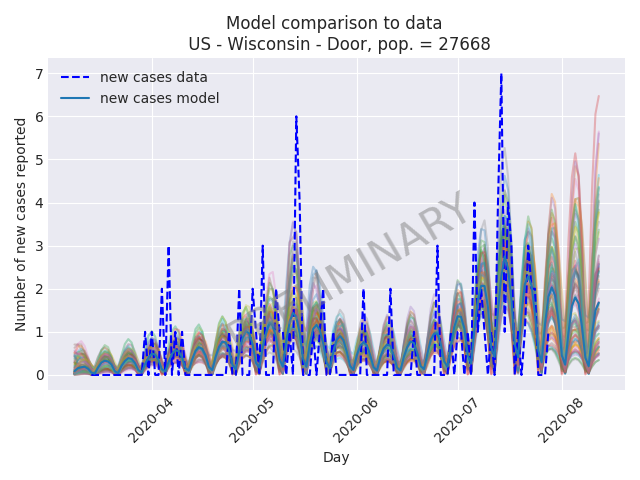 Model comparison to data
US - Wisconsin - Door, pop. = 27668
new cases data
new cases model
Number of new cases reported
7
6
5
4
3
2
1
0
2020-04
2020-05
2020-06
2020-07
2020-08
Day